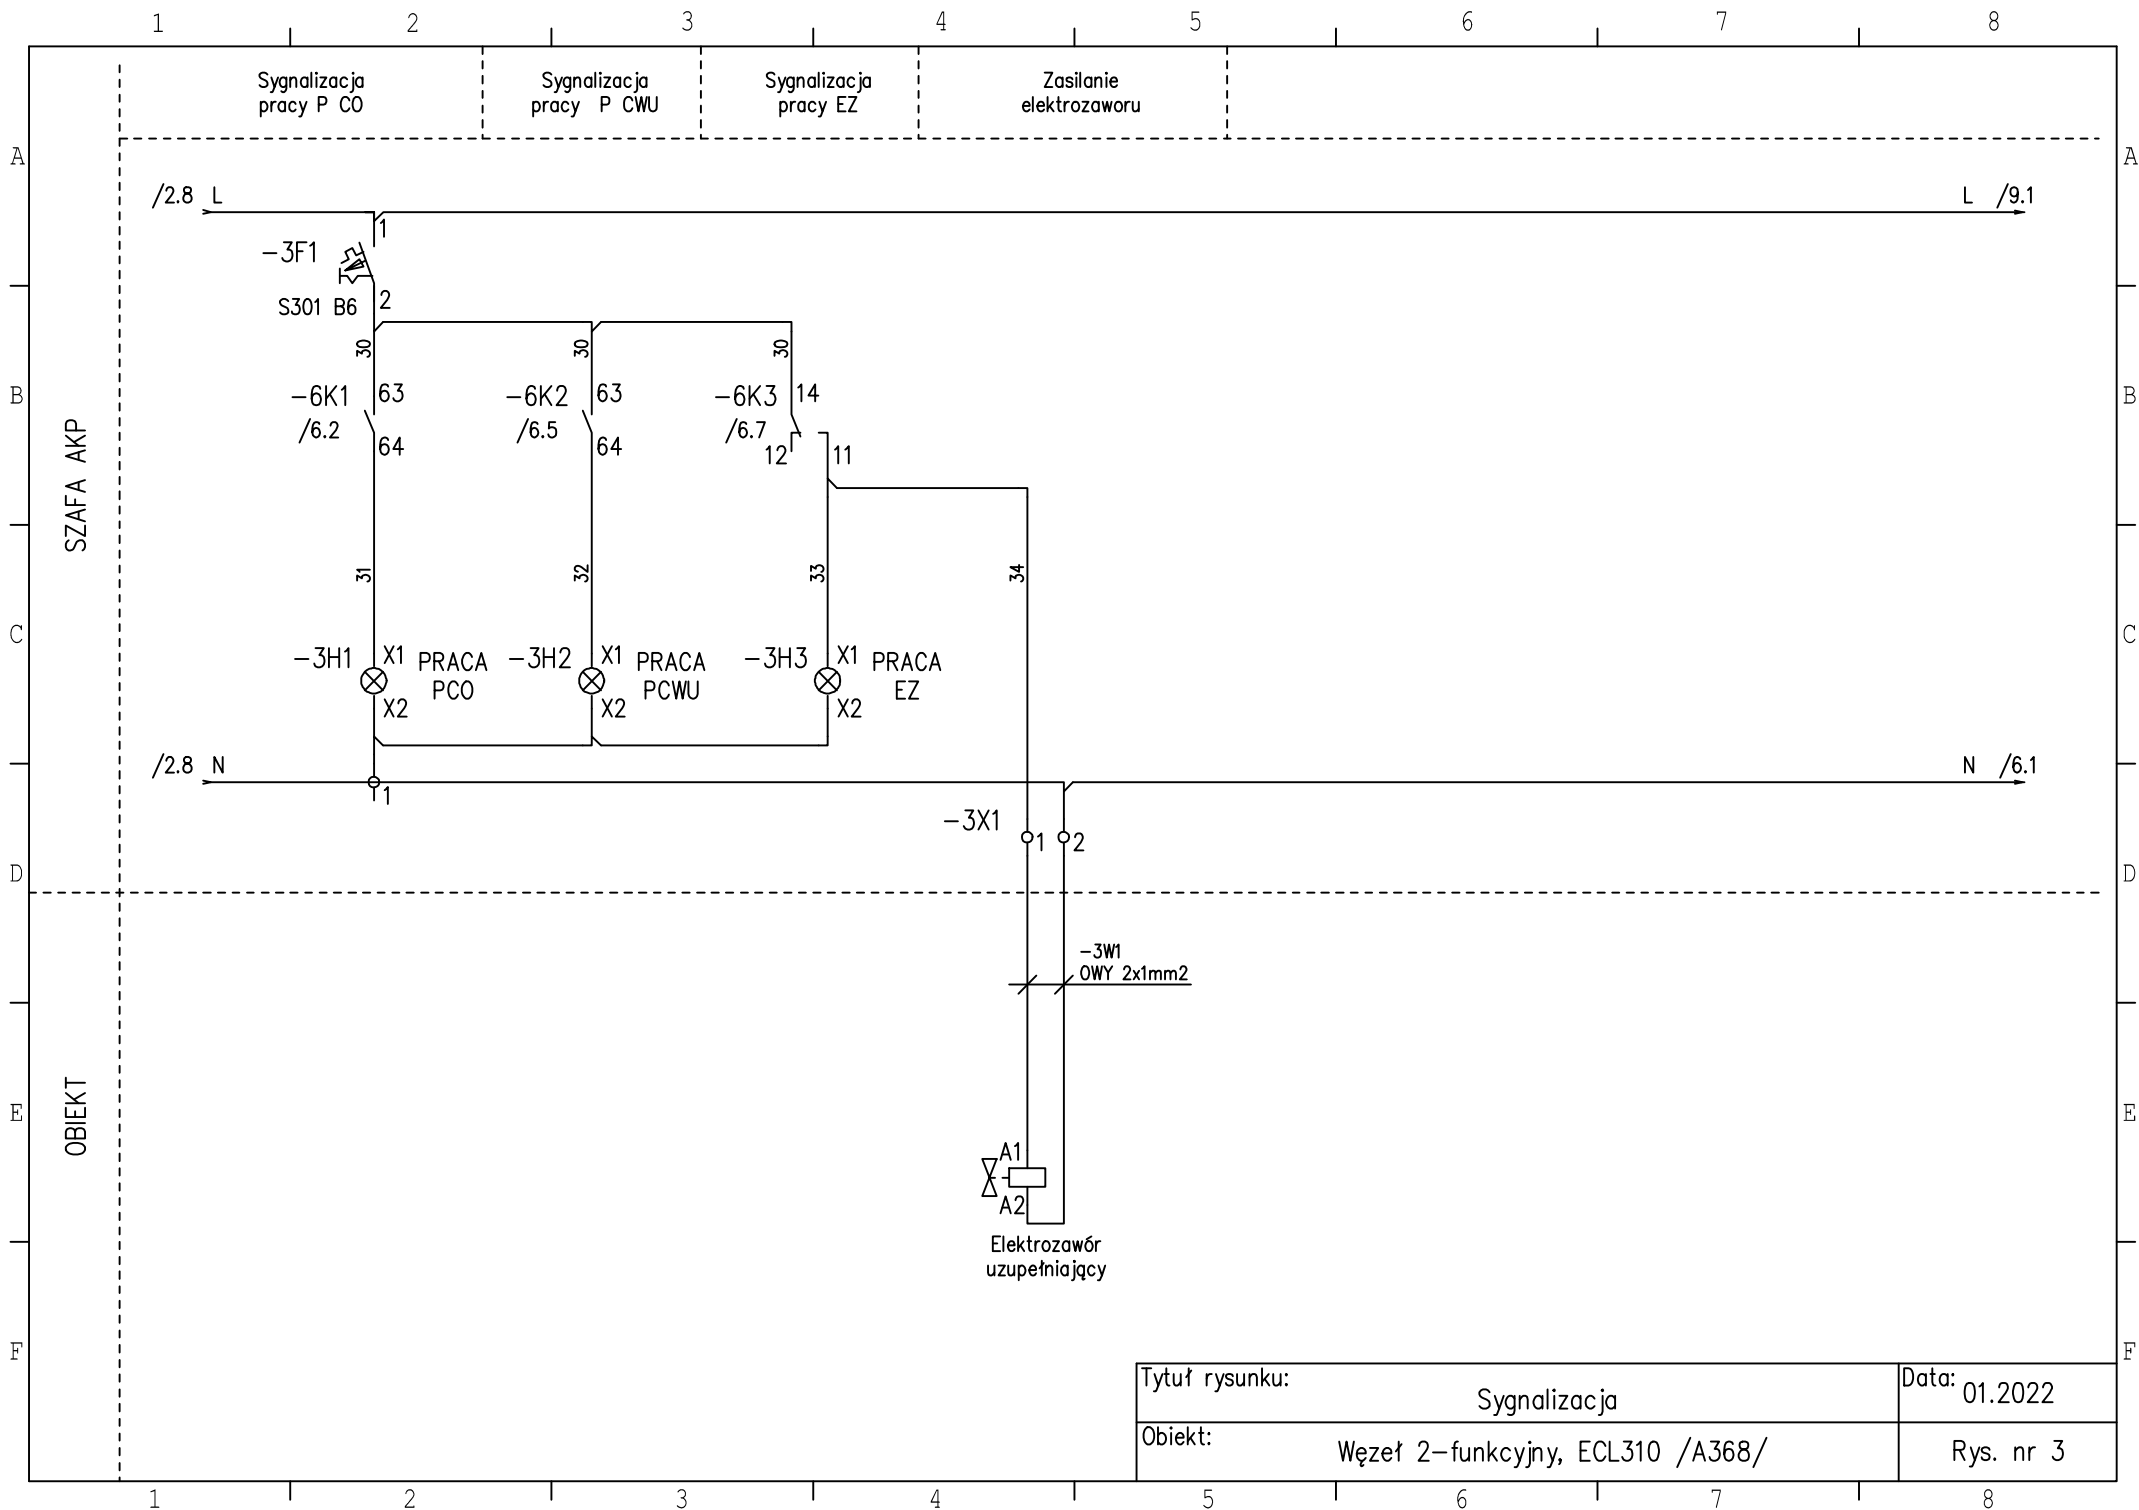 1 2 3 4 5 6 7 8
Sygnalizacja
pracy P CO
Sygnalizacja
pracy P CWU
Sygnalizacja
pracy EZ
Zasilanie
elektrozaworu
A A
/2.8 L L /9.1
1
-3F1
S301 B6
2
30 30 30
B B
-6K1 63
/6.2
64
-6K2 63
/6.5
64
-6K3 14
/6.7
12 11
SZAFA AKP
31 32 33 34
C C
-3H1 X1 PRACA
PCO
X2
-3H2 X1 PRACA
PCWU
X2
-3H3 X1 PRACA
EZ
X2
/2.8 N N /6.1
1
-3X1 1 2
D D
-3W1
OWY 2x1mm2
OBIEKT
E E
A1
A2
Elektrozawór
uzupełniający
F F
Tytuł rysunku:
Sygnalizacja
Data: 01.2022
Obiekt:
Węzeł 2-funkcyjny, ECL310 /A368/
Rys. nr 3
1 2 3 4 5 6 7 8